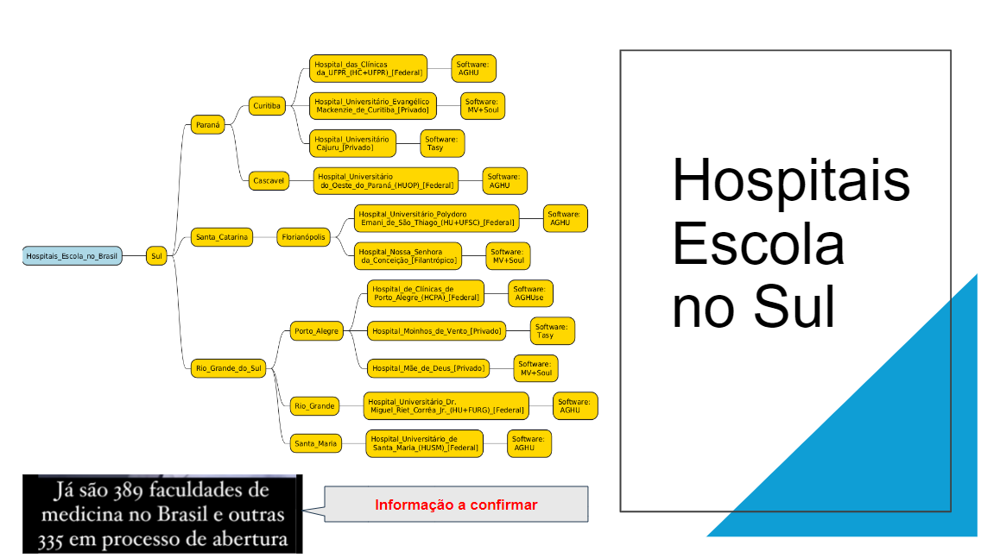 Hospitais_Escola_no_Brasil
Sul
Paraná
Curitiba
Hospital_das_Clínicas
da_UFPR_(HC+UFPR)_[Federal]
Software:
AGHU
Hospital_Universitário_Evangélico
Mackenzie_de_Curitiba_[Privado]
Software:
MV+Soul
Hospital_Universitário
Cajuru_[Privado]
Software:
Tasy
Cascavel
Hospital_Universitário
do_Oeste_do_Paraná_(HUOP)_[Federal]
Software:
AGHU
Santa_Catarina
Florianópolis
Hospital_Universitário_Polydoro
Ernani_de_São_Thiago_(HU+UFSC)_[Federal]
Software:
AGHU
Hospital_Nossa_Senhora
da_Conceição_[Filantrópico]
Software:
MV+Soul
Rio_Grande_do_Sul
Porto_Alegre
Hospital_de_Clínicas_de
Porto_Alegre_(HCPA)_[Federal]
Software:
AGHUse
Hospital_Moinhos_de_Vento_[Privado]
Software:
Tasy
Hospital_Mãe_de_Deus_[Privado]
Software:
MV+Soul
Rio_Grande
Hospital_Universitário_Dr.
Miguel_Riet_Corrêa_Jr._(HU+FURG)_[Federal]
Software:
AGHU
Santa_Maria
Hospital_Universitário_de
Santa_Maria_(HUSM)_[Federal]
Software:
AGHU
Já são 389 faculdades de
medicina no Brasil e outras
335 em processo de abertura
Informação a confirmar
Hospitais
Escola
no Sul